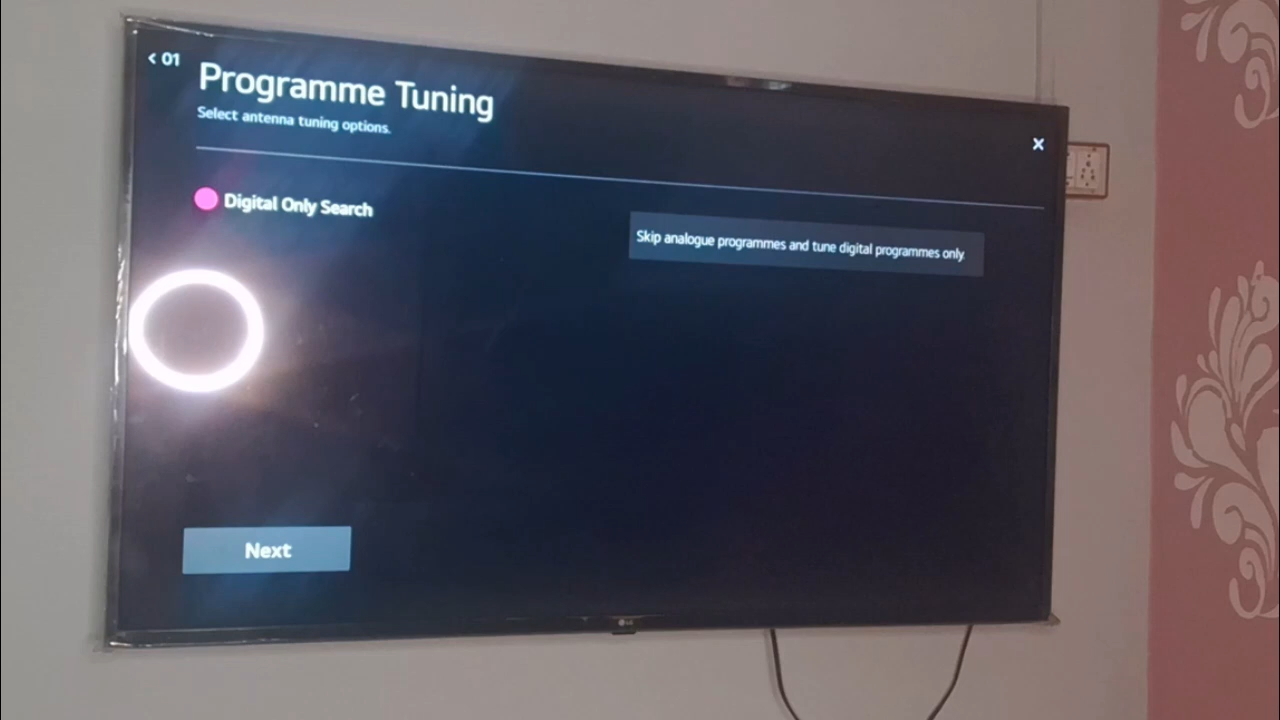 < 01
Programme Tuning
Select antenna tuning options.
Digital Only Search
Skip analogue programmes and tune digital programmes only
Next
LG